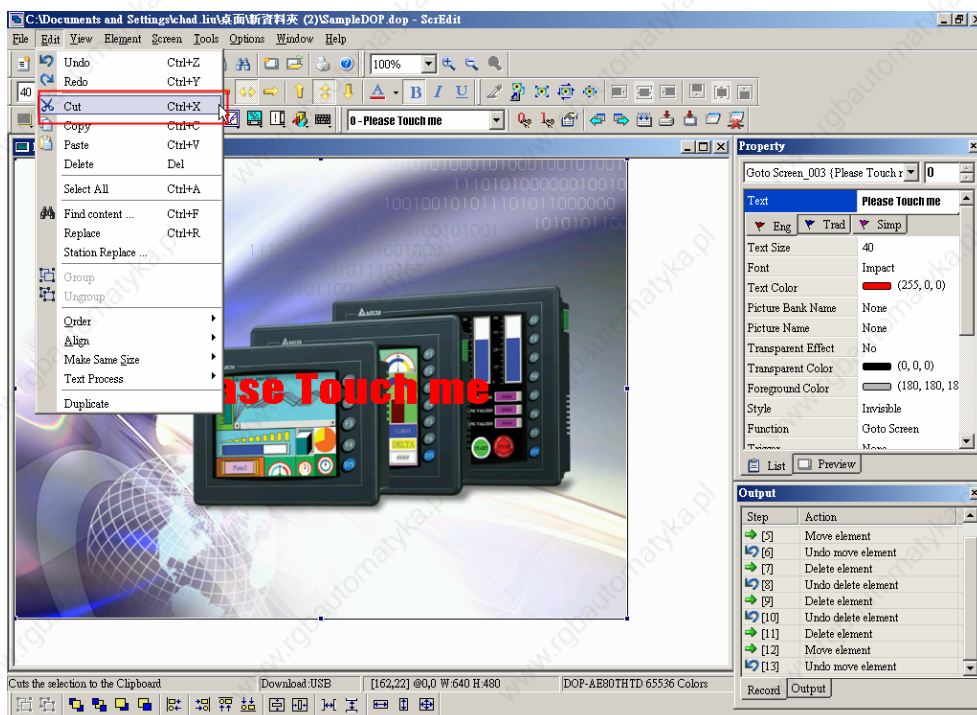 C:\Documents and Settings\chad.liu\桌面\新資料夾 (2)\SampleDOP.dop - ScrEdit
File Edit View Element Screen Tools Options Window Help
100%
40
B I U
0 - Please Touch me
Undo Ctrl+Z
Redo Ctrl+Y
Cut Ctrl+X
Copy Ctrl+C
Paste Ctrl+V
Delete Del
Select All Ctrl+A
Find content ... Ctrl+F
Replace Ctrl+R
Station Replace ...
Group
Ungroup
Order
Align
Make Same Size
Text Process
Duplicate
ase Touch me
DELTA
Panel
Property
Goto Screen_003 {Please Touch r 0
Text Please Touch me
Eng Trad Simp
Text Size 40
Font Impact
Text Color (255, 0, 0)
Picture Bank Name None
Picture Name None
Transparent Effect No
Transparent Color (0, 0, 0)
Foreground Color (180, 180, 18
Style Invisible
Function Goto Screen
Trigger None
List Preview
Output
Step Action
[5] Move element
[6] Undo move element
[7] Delete element
[8] Undo delete element
[9] Delete element
[10] Undo delete element
[11] Delete element
[12] Move element
[13] Undo move element
Record Output
Cuts the selection to the Clipboard Download:USB [162,22] @0,0 W:640 H:480 DOP-AE80THTD 65536 Colors
www.rgbautomatyka.pl